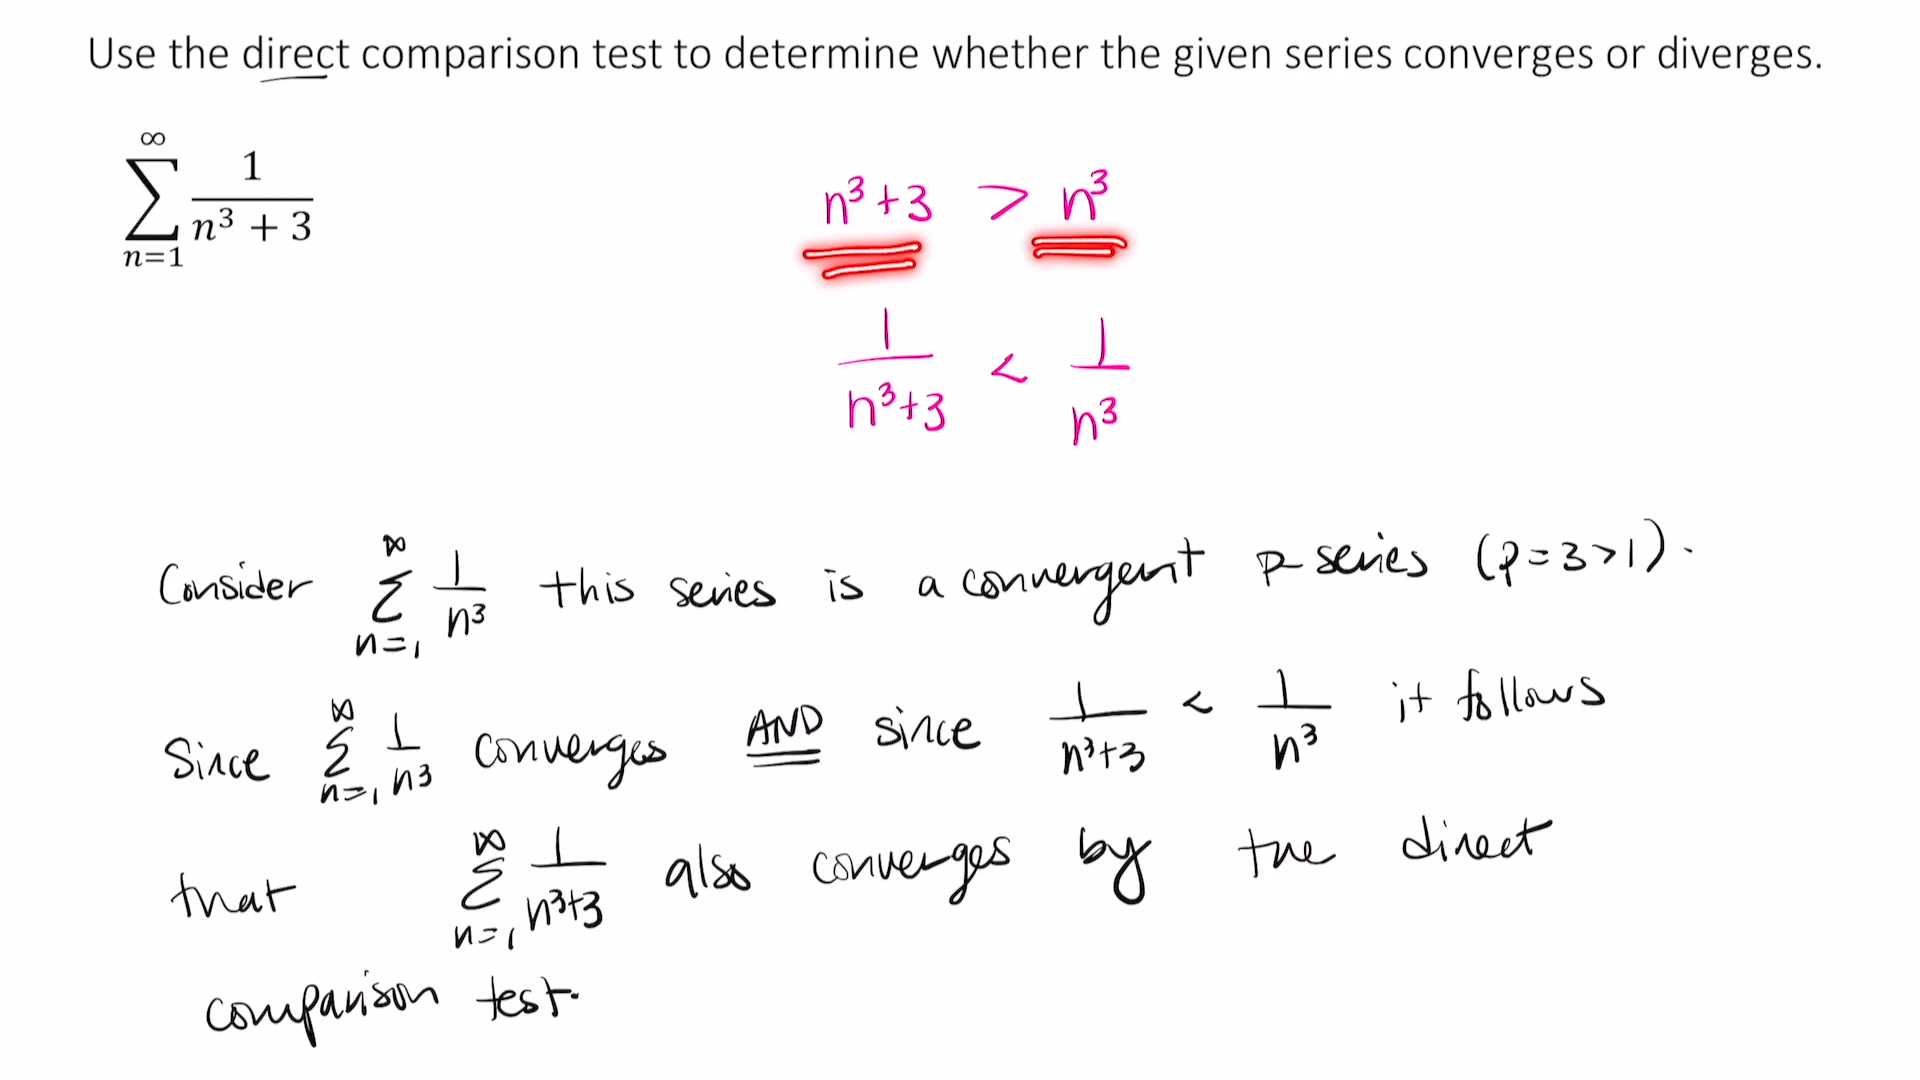 Use the direct comparison test to determine whether the given series converges or diverges.
∞
∑ 1/(n³ + 3)
n=1
n³+3 > n³
1/(n³+3) < 1/n³
Consider ∞∑n=1 1/n³ this series is a convergent p-series (p=3>1).
Since ∞∑n=1 1/n³ converges AND since 1/(n³+3) < 1/n³ it follows
that ∞∑n=1 1/(n³+3) also converges by the direct
comparison test.